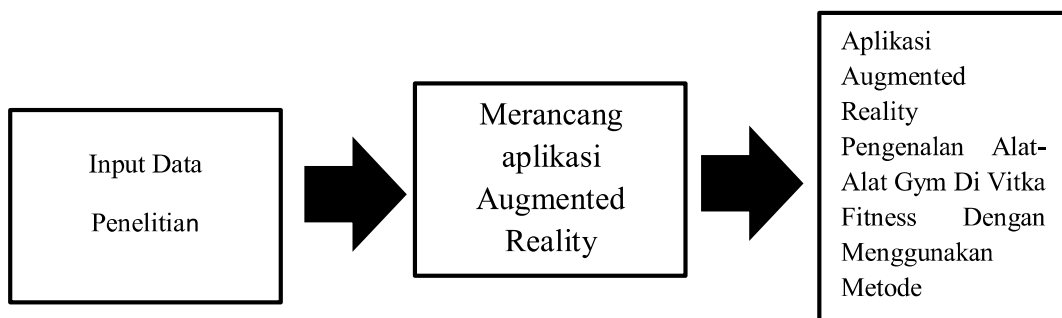 Input Data
Penelitian
Merancang
aplikasi
Augmented
Reality
Aplikasi
Augmented
Reality
Pengenalan Alat-
Alat Gym Di Vitka
Fitness Dengan
Menggunakan
Metode